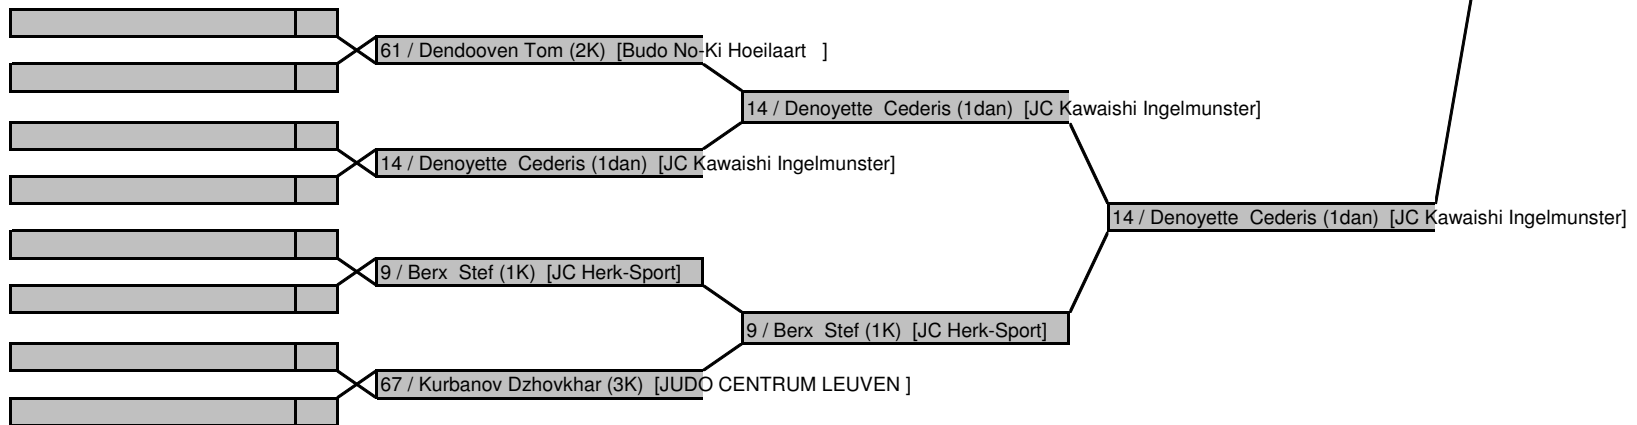 61 / Dendooven Tom (2K)  [Budo No-Ki Hoeilaart   ]
14 / Denoyette  Cederis (1dan)  [JC Kawaishi Ingelmunster]
14 / Denoyette  Cederis (1dan)  [JC Kawaishi Ingelmunster]
14 / Denoyette  Cederis (1dan)  [JC Kawaishi Ingelmunster]
9 / Berx  Stef (1K)  [JC Herk-Sport]
9 / Berx  Stef (1K)  [JC Herk-Sport]
67 / Kurbanov Dzhovkhar (3K)  [JUDO CENTRUM LEUVEN ]